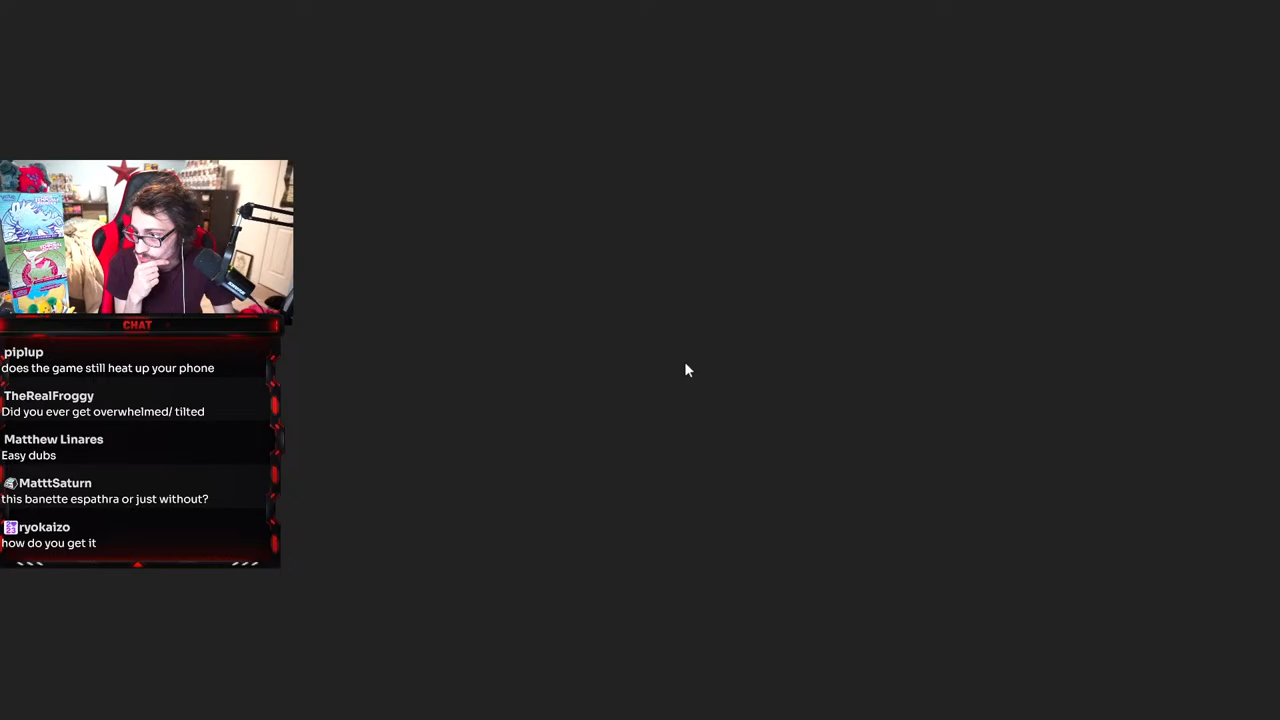 CHAT
piplup
does the game still heat up your phone
TheRealFroggy
Did you ever get overwhelmed/ tilted
Matthew Linares
Easy dubs
MatttSaturn
this banette espathra or just without?
ryokaizo
how do you get it